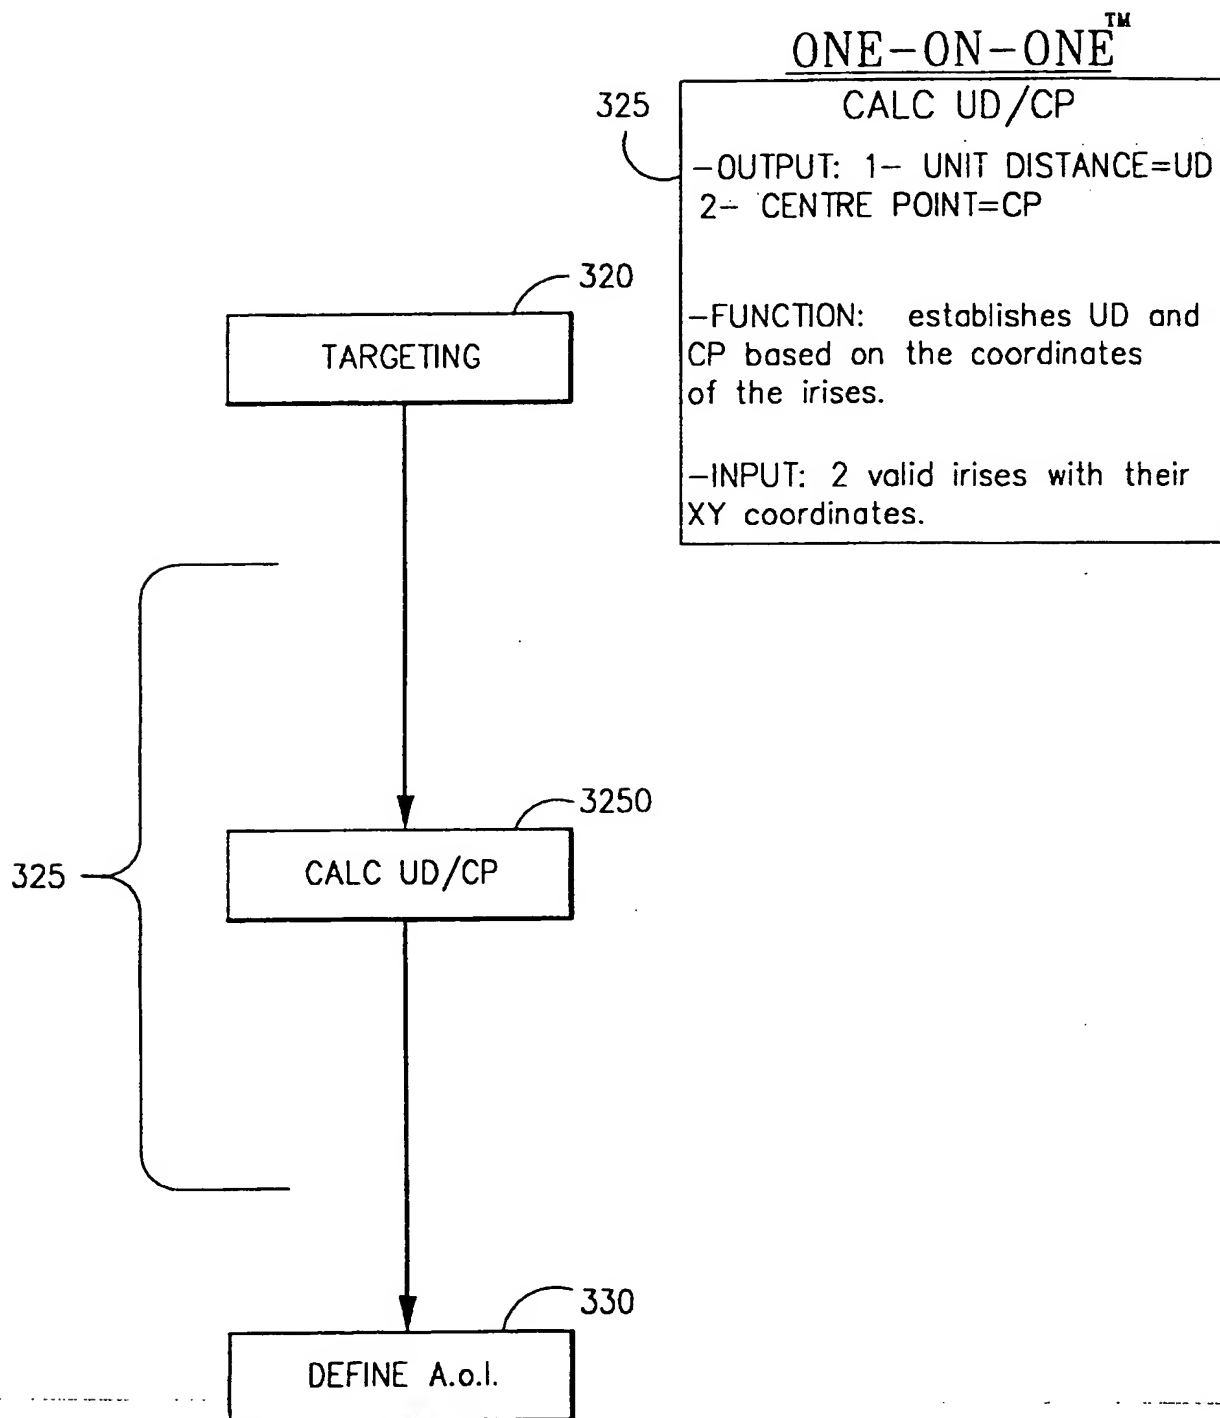 ONE-ON-ONE™
325
CALC UD/CP
-OUTPUT: 1- UNIT DISTANCE=UD
2- CENTRE POINT=CP
-FUNCTION: establishes UD and
CP based on the coordinates
of the irises.
-INPUT: 2 valid irises with their
XY coordinates.
320
TARGETING
3250
CALC UD/CP
325
330
DEFINE A.o.I.